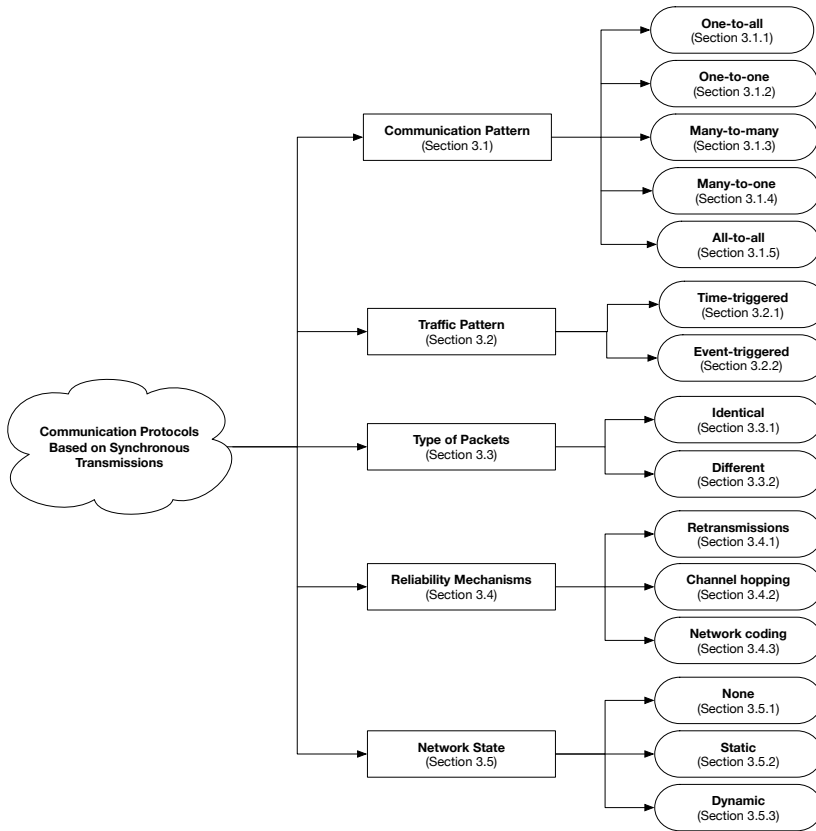 Communication Protocols
Based on Synchronous
Transmissions
Communication Pattern
(Section 3.1)
One-to-all
(Section 3.1.1)
One-to-one
(Section 3.1.2)
Many-to-many
(Section 3.1.3)
Many-to-one
(Section 3.1.4)
All-to-all
(Section 3.1.5)
Traffic Pattern
(Section 3.2)
Time-triggered
(Section 3.2.1)
Event-triggered
(Section 3.2.2)
Type of Packets
(Section 3.3)
Identical
(Section 3.3.1)
Different
(Section 3.3.2)
Reliability Mechanisms
(Section 3.4)
Retransmissions
(Section 3.4.1)
Channel hopping
(Section 3.4.2)
Network coding
(Section 3.4.3)
Network State
(Section 3.5)
None
(Section 3.5.1)
Static
(Section 3.5.2)
Dynamic
(Section 3.5.3)